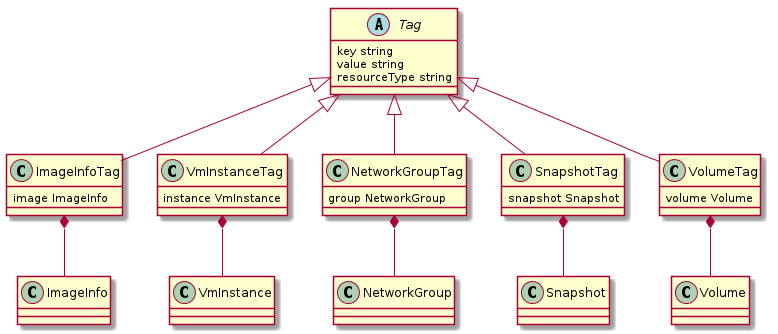 A Tag
key string
value string
resourceType string
C ImageInfoTag
image ImageInfo
C VmInstanceTag
instance VmInstance
C NetworkGroupTag
group NetworkGroup
C SnapshotTag
snapshot Snapshot
C VolumeTag
volume Volume
C ImageInfo
C VmInstance
C NetworkGroup
C Snapshot
C Volume